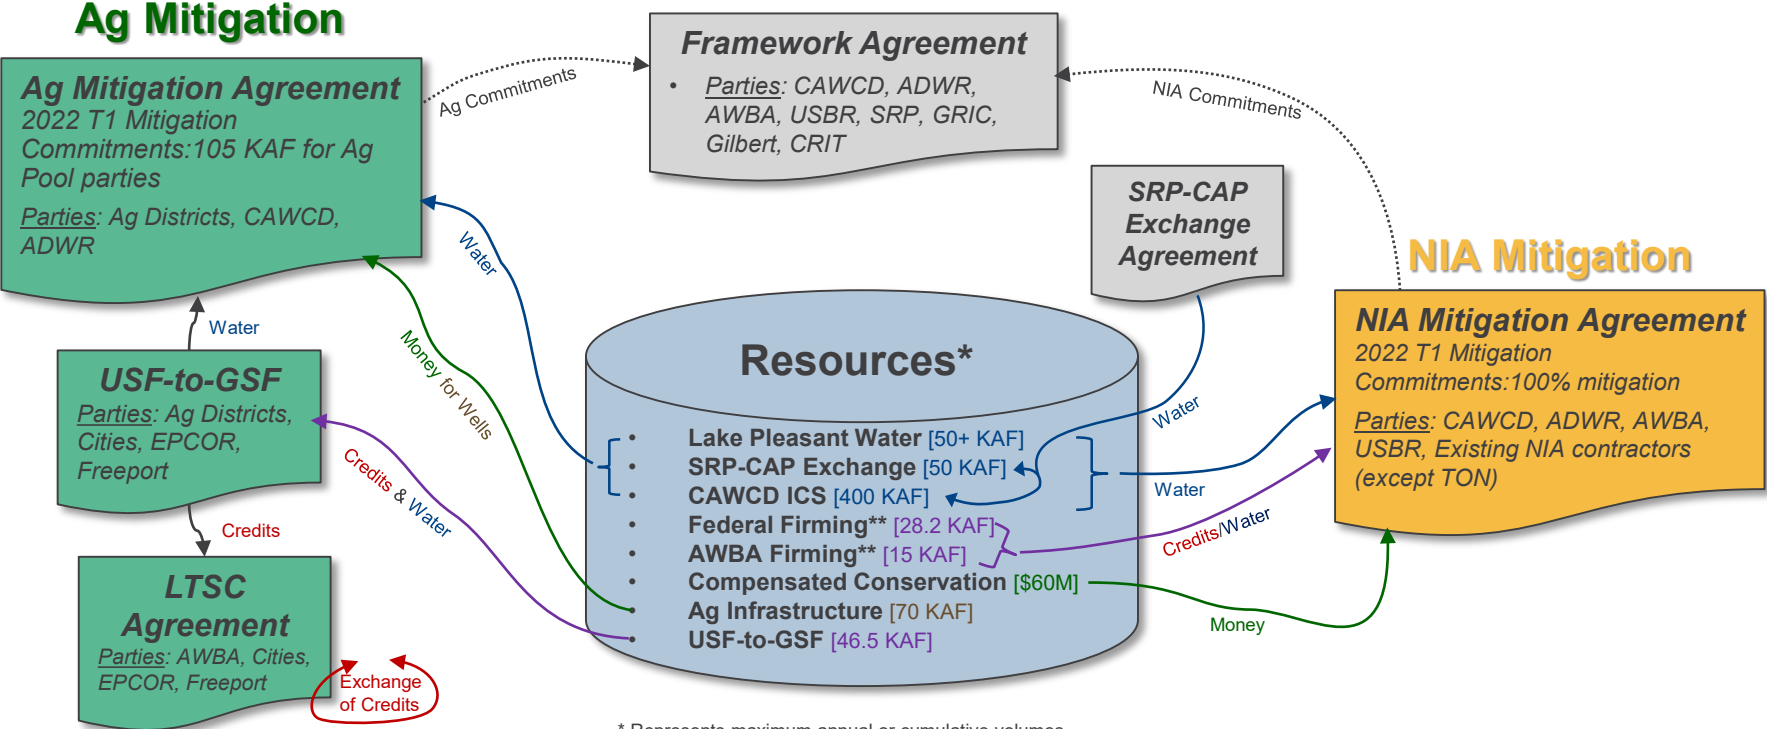 Ag Mitigation
Ag Mitigation Agreement
2022 T1 Mitigation
Commitments:105 KAF for Ag
Pool parties
Parties: Ag Districts, CAWCD,
ADWR
Ag Commitments
Framework Agreement
• Parties: CAWCD, ADWR,
AWBA, USBR, SRP, GRIC,
Gilbert, CRIT
NIA Commitments
SRP-CAP
Exchange
Agreement
NIA Mitigation
NIA Mitigation Agreement
2022 T1 Mitigation
Commitments:100% mitigation
Parties: CAWCD, ADWR, AWBA,
USBR, Existing NIA contractors
(except TON)
Water
Water
Money for Wells
USF-to-GSF
Parties: Ag Districts,
Cities, EPCOR,
Freeport
Credits & Water
Credits
LTSC
Agreement
Parties: AWBA, Cities,
EPCOR, Freeport
Exchange
of Credits
Resources*
• Lake Pleasant Water [50+ KAF]
• SRP-CAP Exchange [50 KAF]
• CAWCD ICS [400 KAF]
• Federal Firming** [28.2 KAF]
• AWBA Firming** [15 KAF]
• Compensated Conservation [$60M]
• Ag Infrastructure [70 KAF]
• USF-to-GSF [46.5 KAF]
Water
Water
Credits/Water
Money
* Represents maximum annual or cumulative volumes